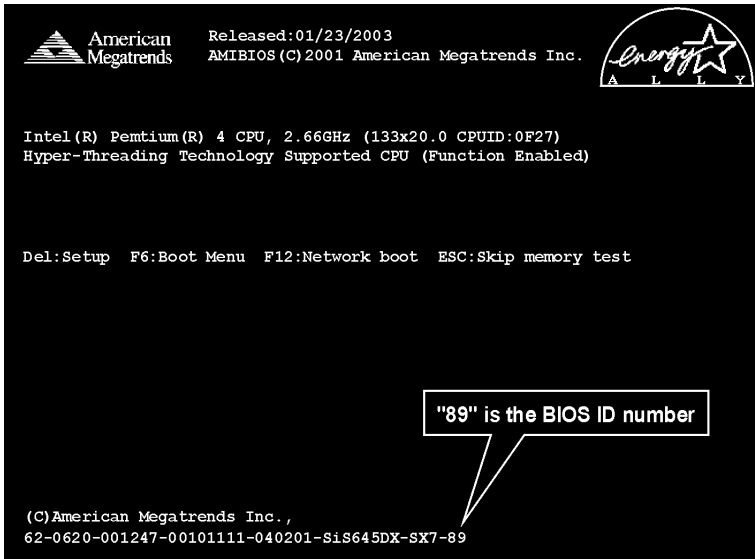 American
Megatrends
Released:01/23/2003
AMIBIOS(C)2001 American Megatrends Inc.
energy
A L L Y
Intel(R) Pemtium(R) 4 CPU, 2.66GHz (133x20.0 CPUID:0F27)
Hyper-Threading Technology Supported CPU (Function Enabled)
Del:Setup F6:Boot Menu F12:Network boot ESC:Skip memory test
"89" is the BIOS ID number
(C)American Megatrends Inc.,
62-0620-001247-00101111-040201-SiS645DX-SX7-89